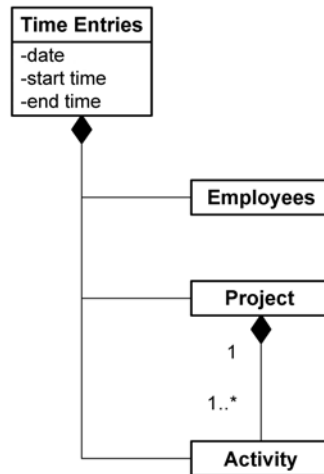 Time Entries
-date
-start time
-end time
Employees
Project
1
1..*
Activity